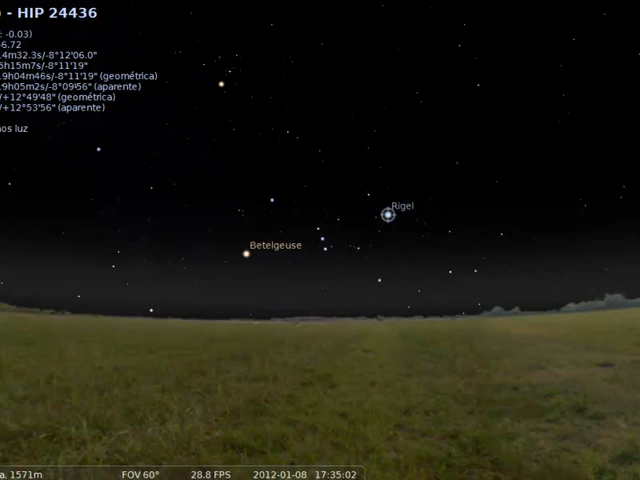 - HIP 24436
: -0.03)
-6.72
4m32.3s/-8°12'06.0"
5h15m7s/-8°11'19"
9h04m46s/-8°11'19" (geométrica)
9h05m2s/-8°09'56" (aparente)
/+12°49'48" (geométrica)
/+12°53'56" (aparente)
os luz
Rigel
Betelgeuse
a. 1571m FOV 60° 28.8 FPS 2012-01-08 17:35:02